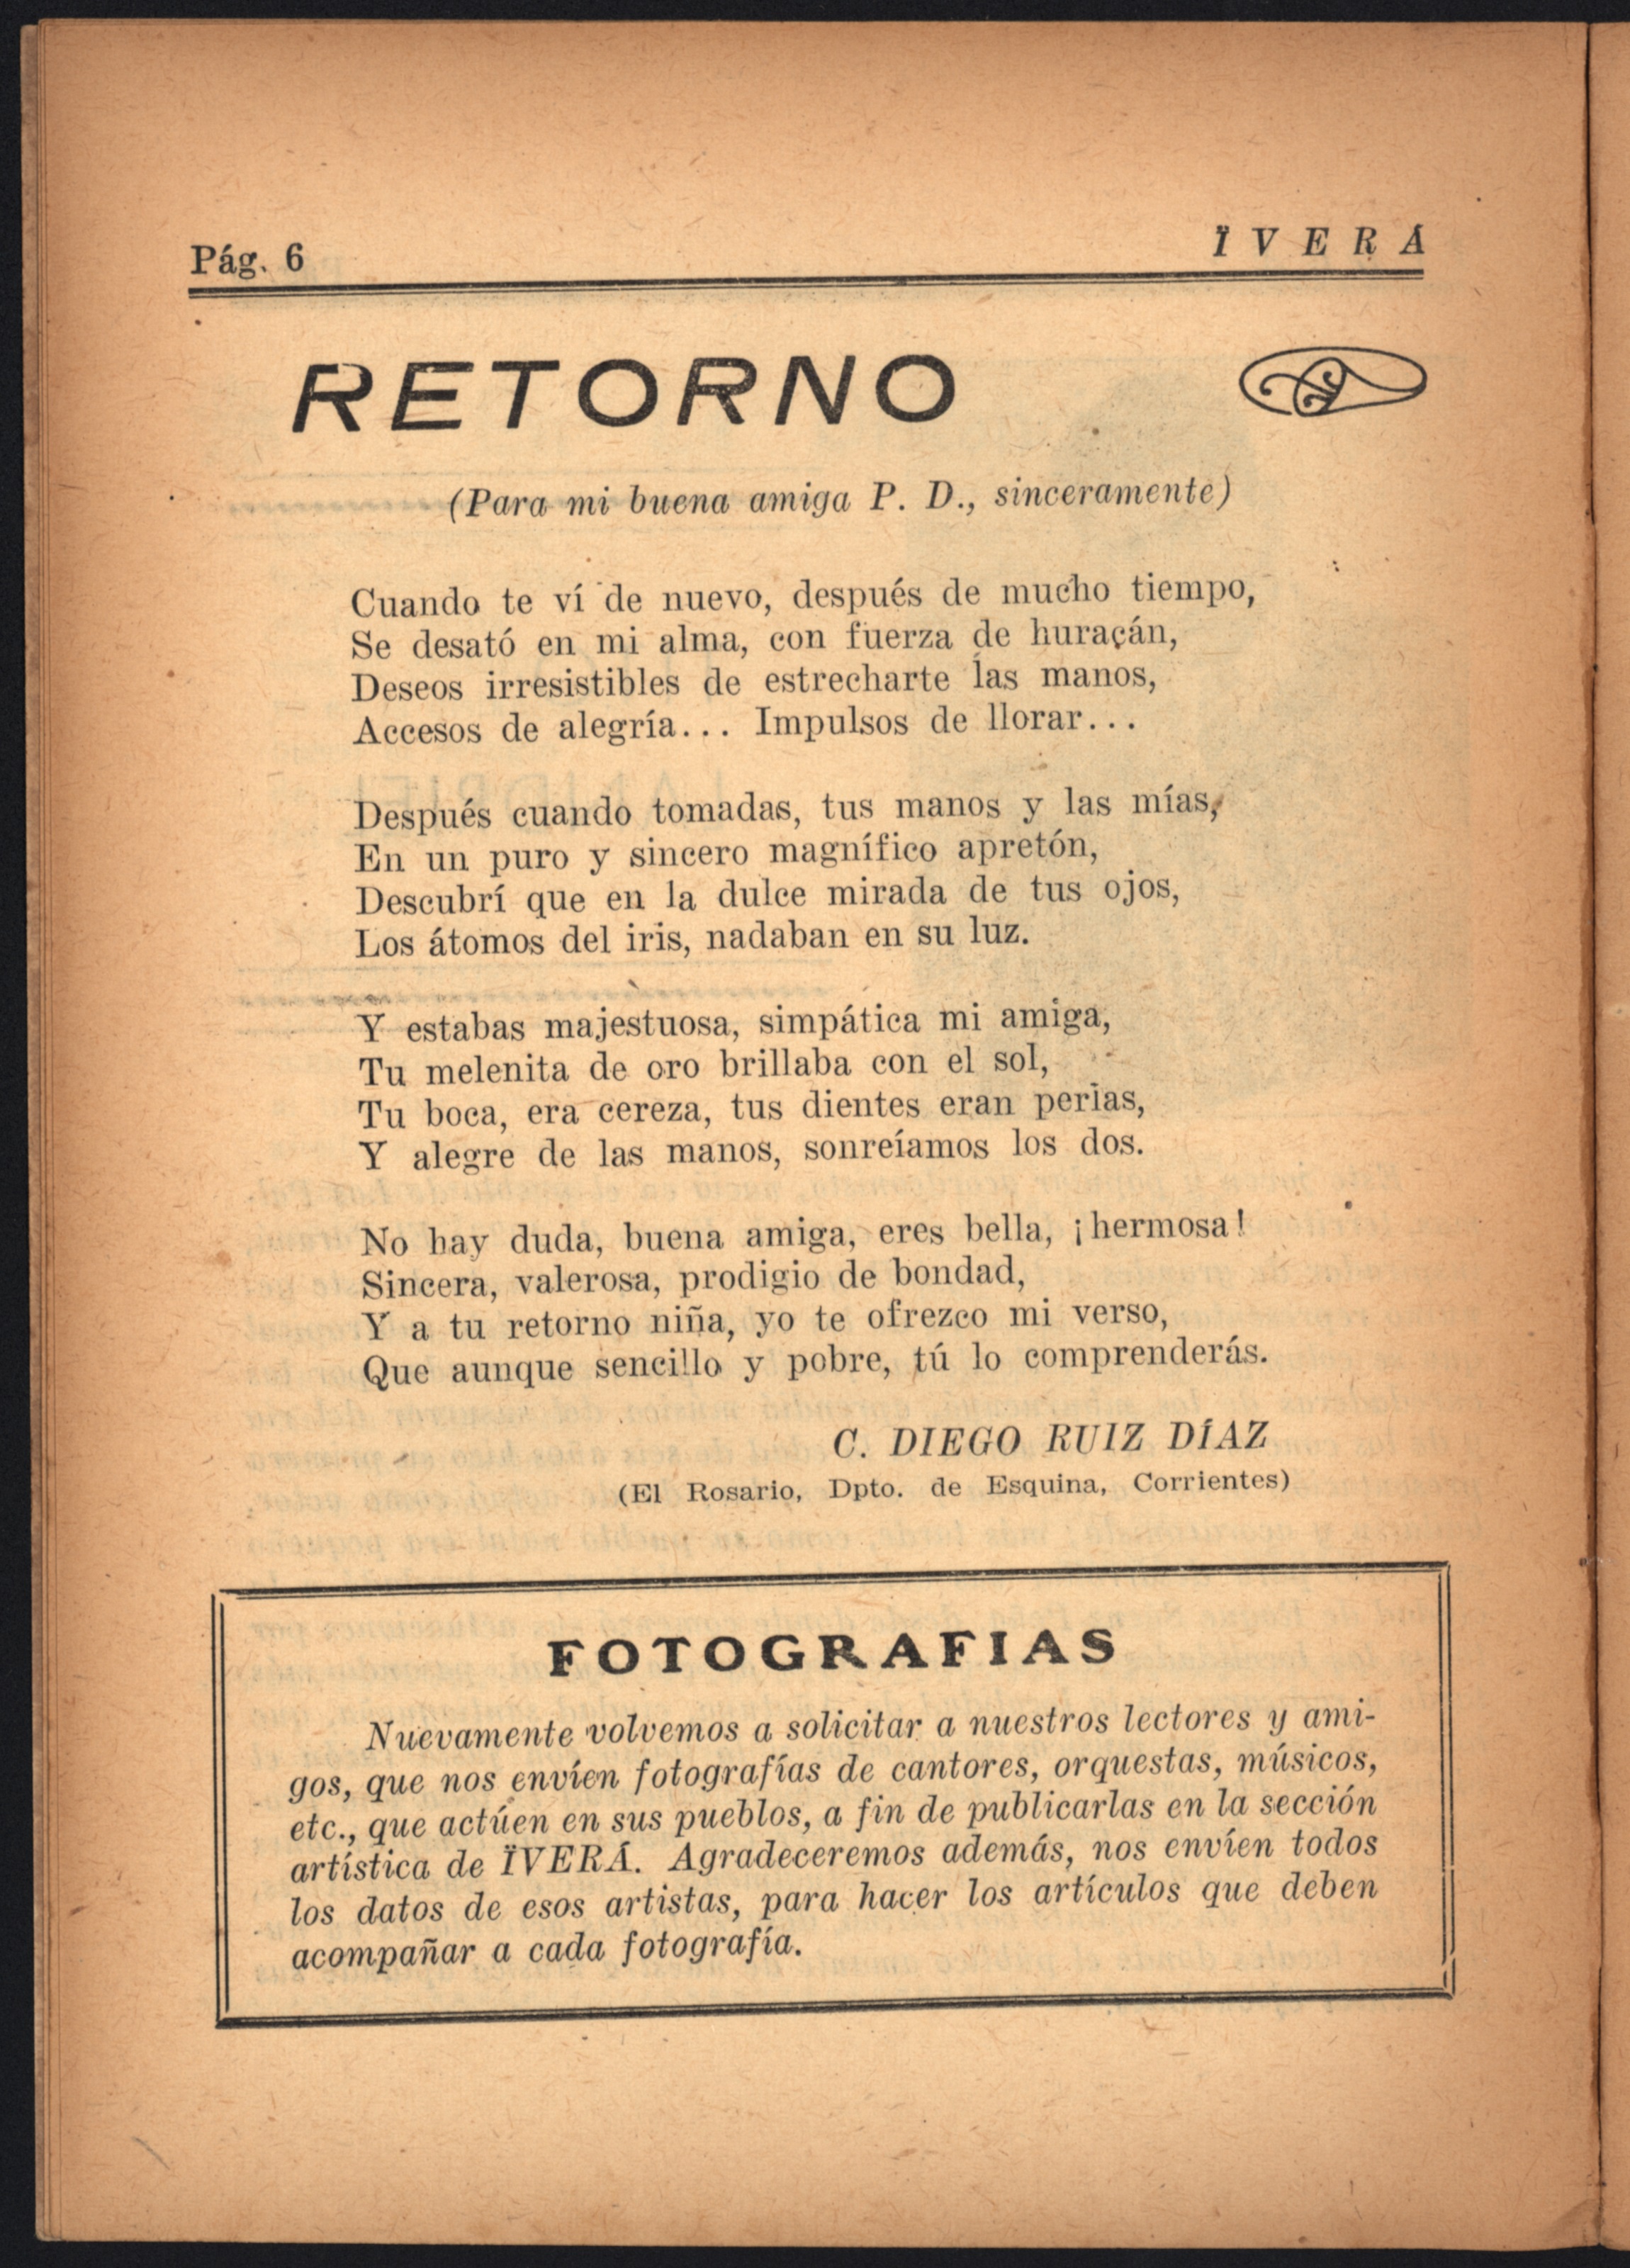 Pág. 6
ÏVERÁ
RETORNO
(Para mi buena amiga P. D., sinceramente)
Cuando te ví de nuevo, después de mucho tiempo,
Se desató en mi alma, con fuerza de huracán,
Deseos irresistibles de estrecharte las manos,
Accesos de alegría... Impulsos de llorar...
Después cuando tomadas, tus manos y las mías,
En un puro y sincero magnífico apretón,
Descubrí que en la dulce mirada de tus ojos,
Los átomos del iris, nadaban en su luz.
Y estabas majestuosa, simpática mi amiga,
Tu melenita de oro brillaba con el sol,
Tu boca, era cereza, tus dientes eran perlas,
Y alegre de las manos, sonreíamos los dos.
No hay duda, buena amiga, eres bella, ¡hermosa!
Sincera, valerosa, prodigio de bondad,
Y a tu retorno niña, yo te ofrezco mi verso,
Que aunque sencillo y pobre, tú lo comprenderás.
C. DIEGO RUIZ DÍAZ
(El Rosario, Dpto. de Esquina, Corrientes)
FOTOGRAFIAS
Nuevamente volvemos a solicitar a nuestros lectores y ami-
gos, que nos envíen fotografías de cantores, orquestas, músicos,
etc., que actúen en sus pueblos, a fin de publicarlas en la sección
artística de ÏVERÁ. Agradeceremos además, nos envíen todos
los datos de esos artistas, para hacer los artículos que deben
acompañar a cada fotografía.